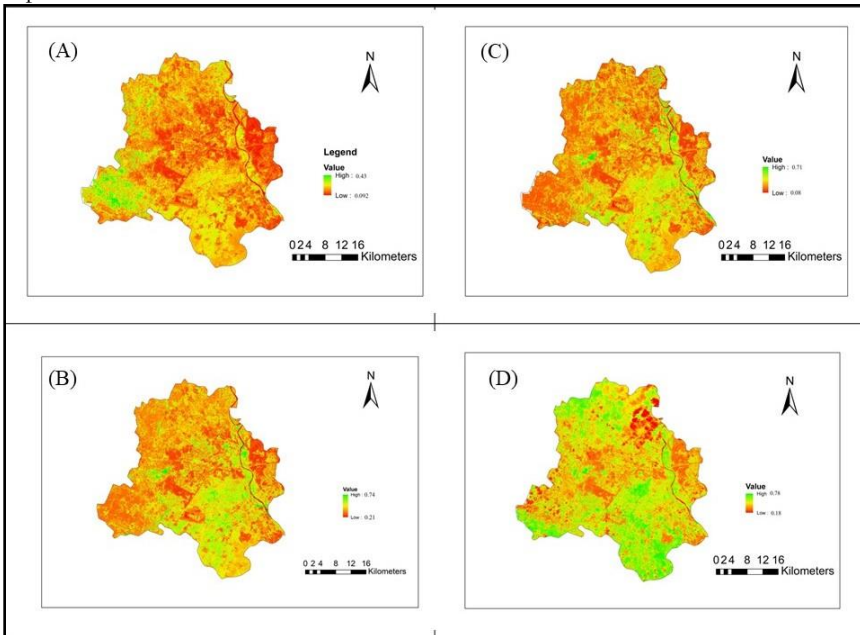 (A)
N
Legend
Value
High : 0.43
Low : 0.092
0 2 4 8 12 16
Kilometers
(C)
N
Value
High : 0.71
Low : 0.08
0 2 4 8 12 16
Kilometers
(B)
N
Value
High : 0.74
Low : 0.21
0 2 4 8 12 16
Kilometers
(D)
N
Value
High : 0.78
Low : 0.18
0 2 4 8 12 16
Kilometers